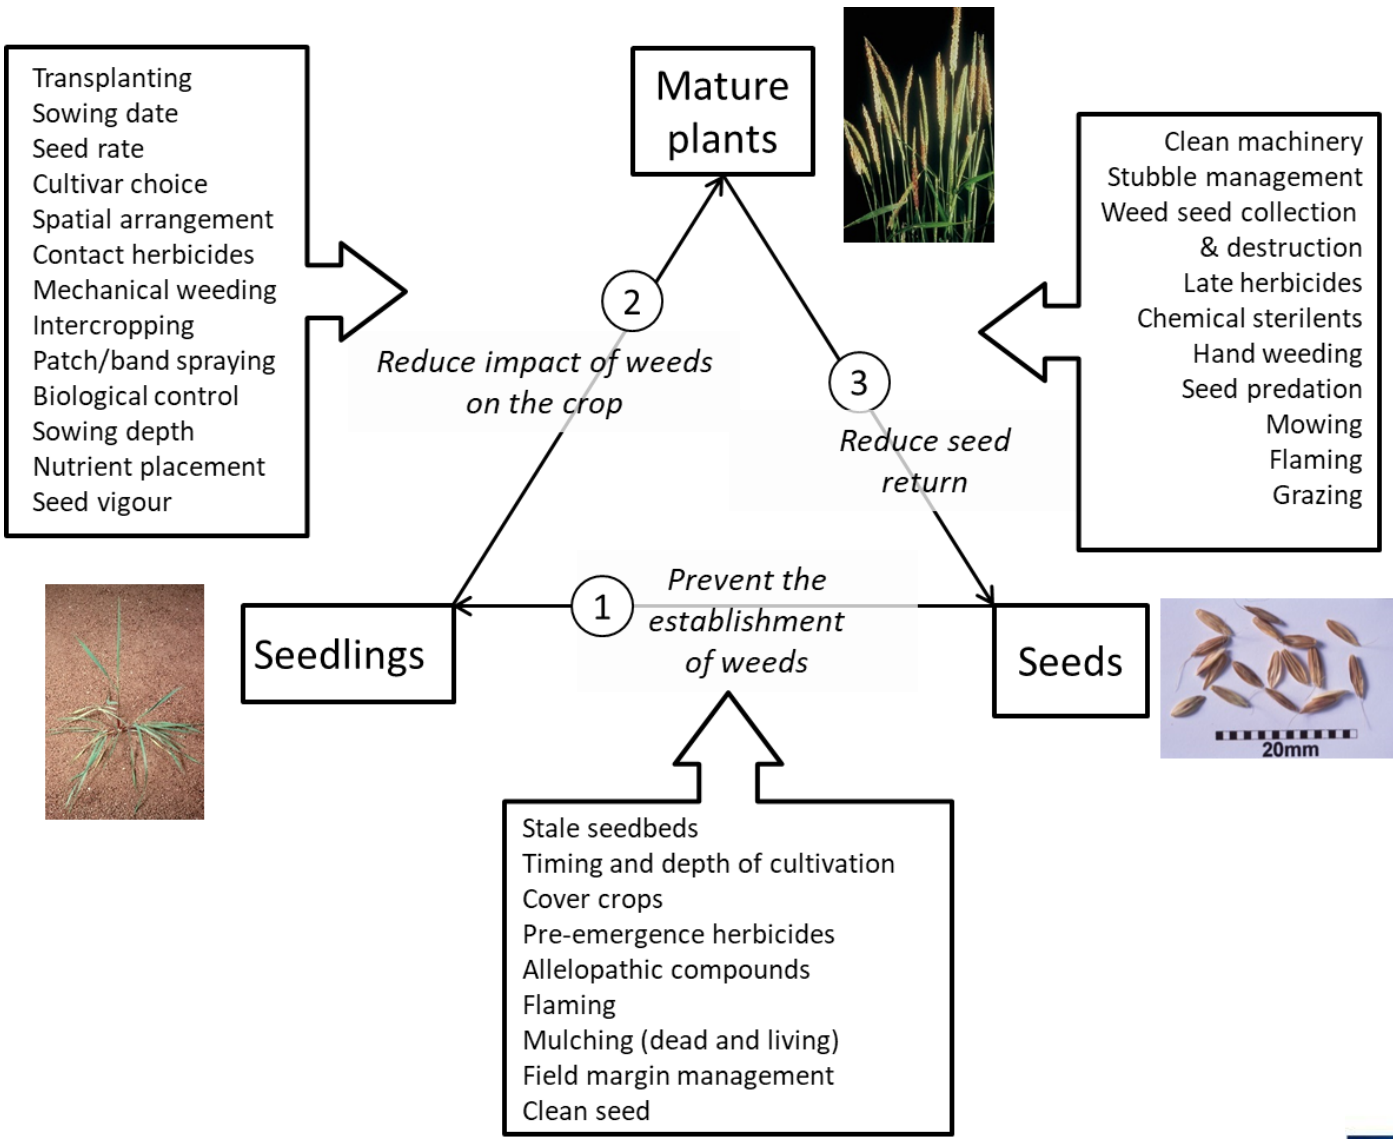 Transplanting
Sowing date
Seed rate
Cultivar choice
Spatial arrangement
Contact herbicides
Mechanical weeding
Intercropping
Patch/band spraying
Biological control
Sowing depth
Nutrient placement
Seed vigour
Mature
plants
Clean machinery
Stubble management
Weed seed collection
& destruction
Late herbicides
Chemical sterilents
Hand weeding
Seed predation
Mowing
Flaming
Grazing
2
Reduce impact of weeds
on the crop
3
Reduce seed
return
1
Prevent the
establishment
of weeds
Seedlings
Seeds
20mm
Stale seedbeds
Timing and depth of cultivation
Cover crops
Pre-emergence herbicides
Allelopathic compounds
Flaming
Mulching (dead and living)
Field margin management
Clean seed